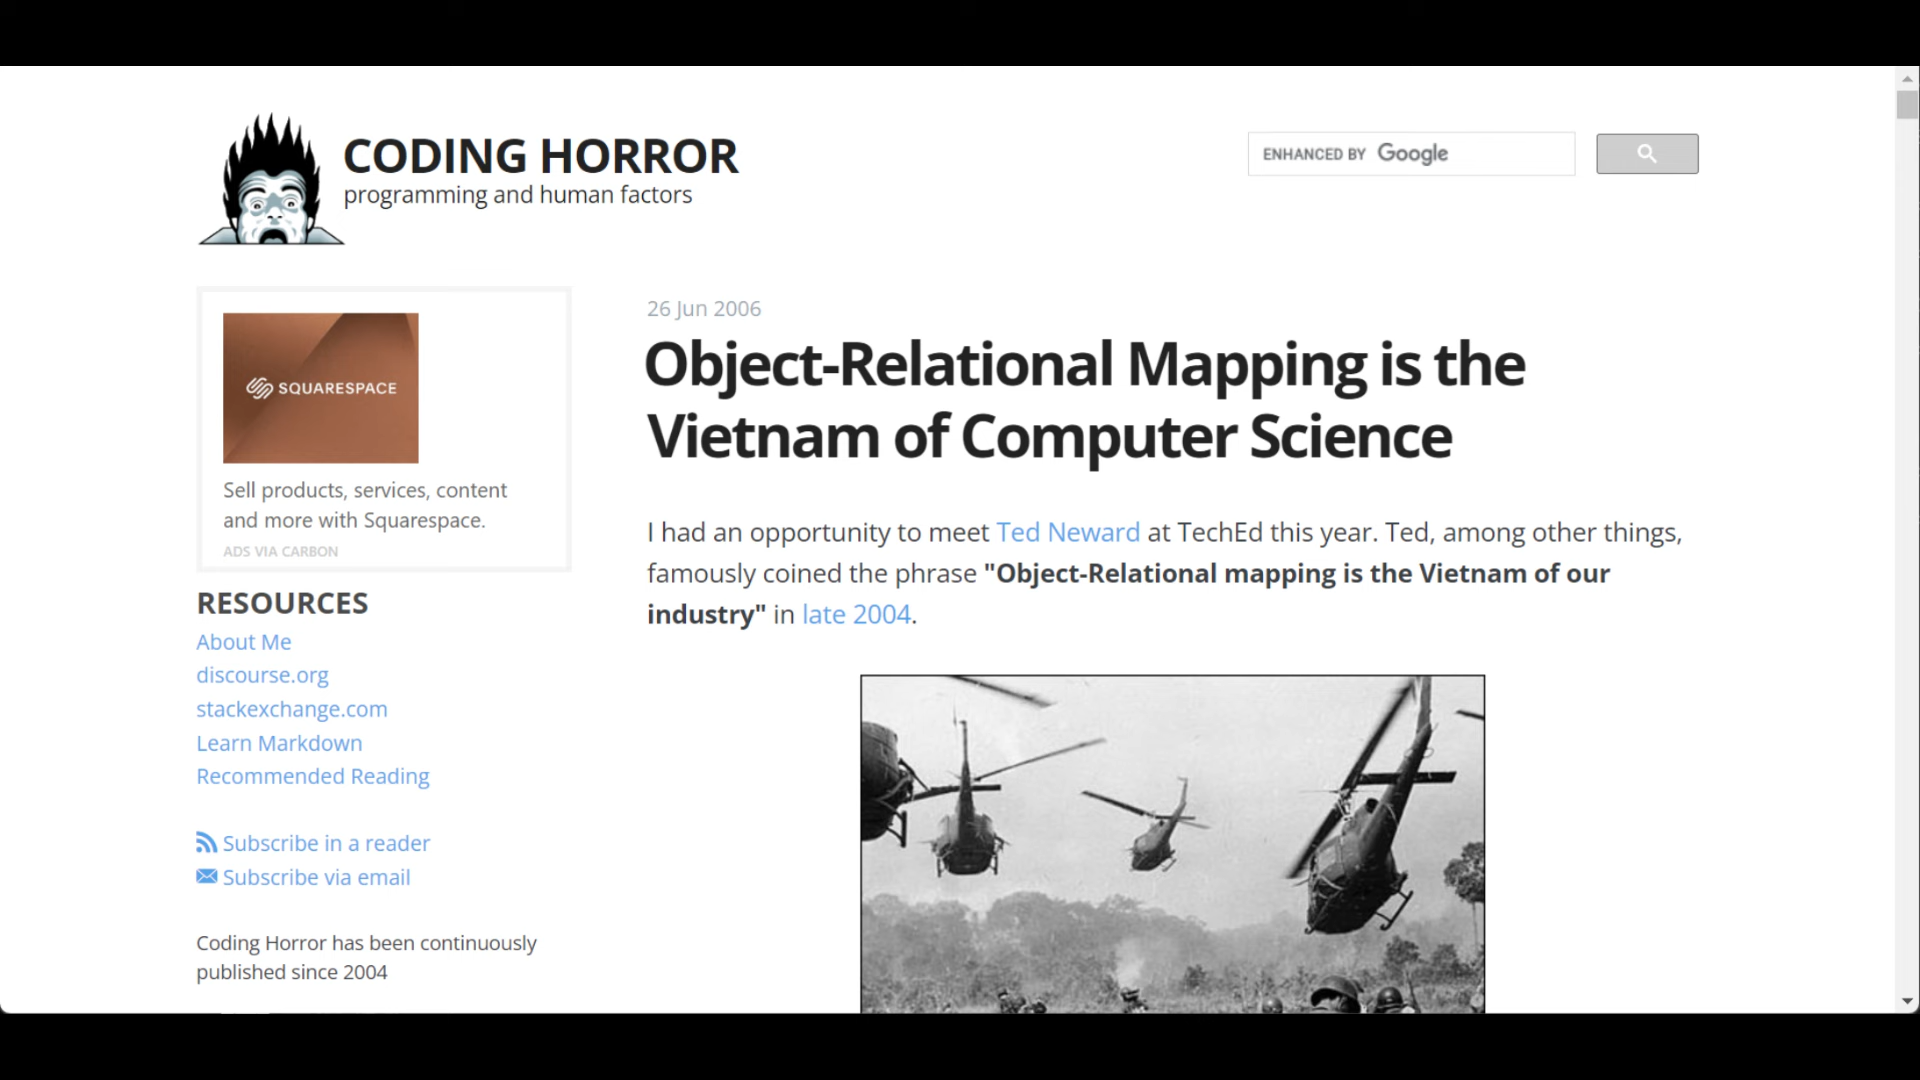 CODING HORROR
programming and human factors
ENHANCED BY Google
SQUARESPACE
Sell products, services, content
and more with Squarespace.
ADS VIA CARBON
RESOURCES
About Me
discourse.org
stackexchange.com
Learn Markdown
Recommended Reading
Subscribe in a reader
Subscribe via email
Coding Horror has been continuously
published since 2004
26 Jun 2006
Object-Relational Mapping is the
Vietnam of Computer Science
I had an opportunity to meet Ted Neward at TechEd this year. Ted, among other things,
famously coined the phrase "Object-Relational mapping is the Vietnam of our
industry" in late 2004.